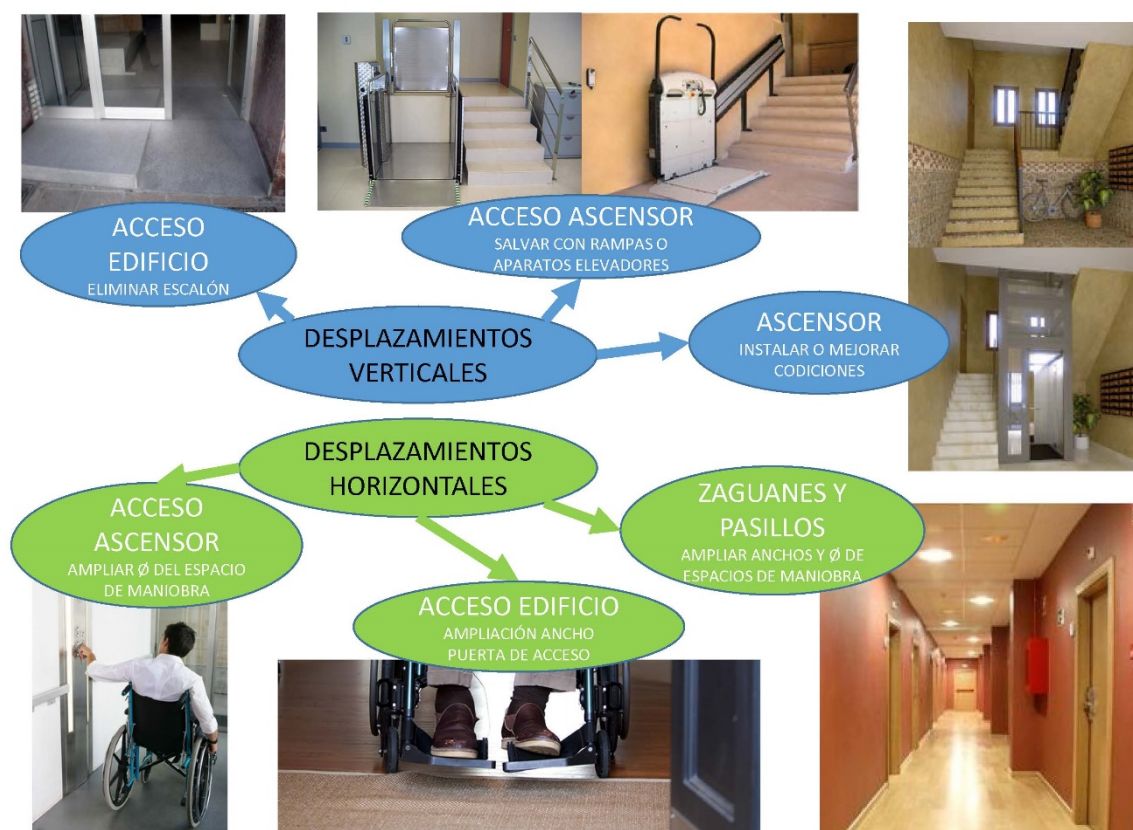 ACCESO
EDIFICIO
ELIMINAR ESCALÓN
ACCESO ASCENSOR
SALVAR CON RAMPAS O
APARATOS ELEVADORES
DESPLAZAMIENTOS
VERTICALES
ASCENSOR
INSTALAR O MEJORAR
CODICIONES
DESPLAZAMIENTOS
HORIZONTALES
ACCESO
ASCENSOR
AMPLIAR Ø DEL ESPACIO
DE MANIOBRA
ZAGUANES Y
PASILLOS
AMPLIAR ANCHOS Y Ø DE
ESPACIOS DE MANIOBRA
ACCESO EDIFICIO
AMPLIACIÓN ANCHO
PUERTA DE ACCESO